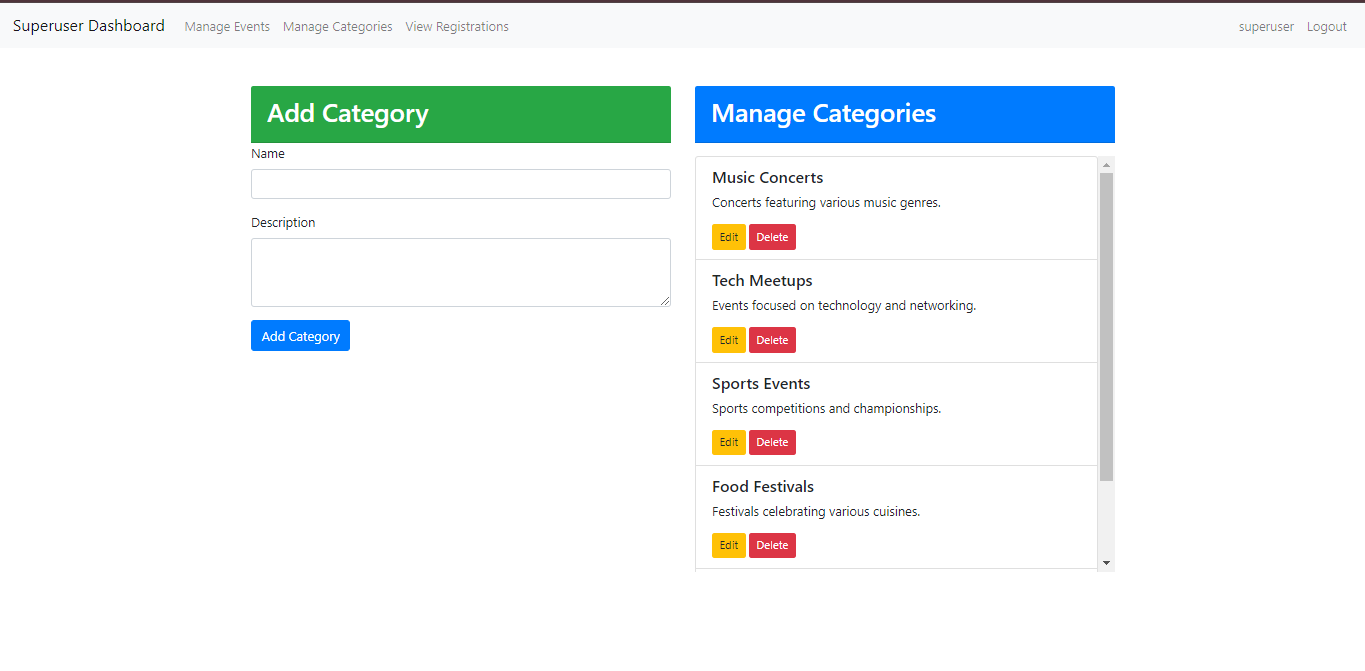 Superuser Dashboard Manage Events Manage Categories View Registrations superuser Logout
Add Category
Name
Description
Add Category
Manage Categories
Music Concerts
Concerts featuring various music genres.
Edit Delete
Tech Meetups
Events focused on technology and networking.
Edit Delete
Sports Events
Sports competitions and championships.
Edit Delete
Food Festivals
Festivals celebrating various cuisines.
Edit Delete